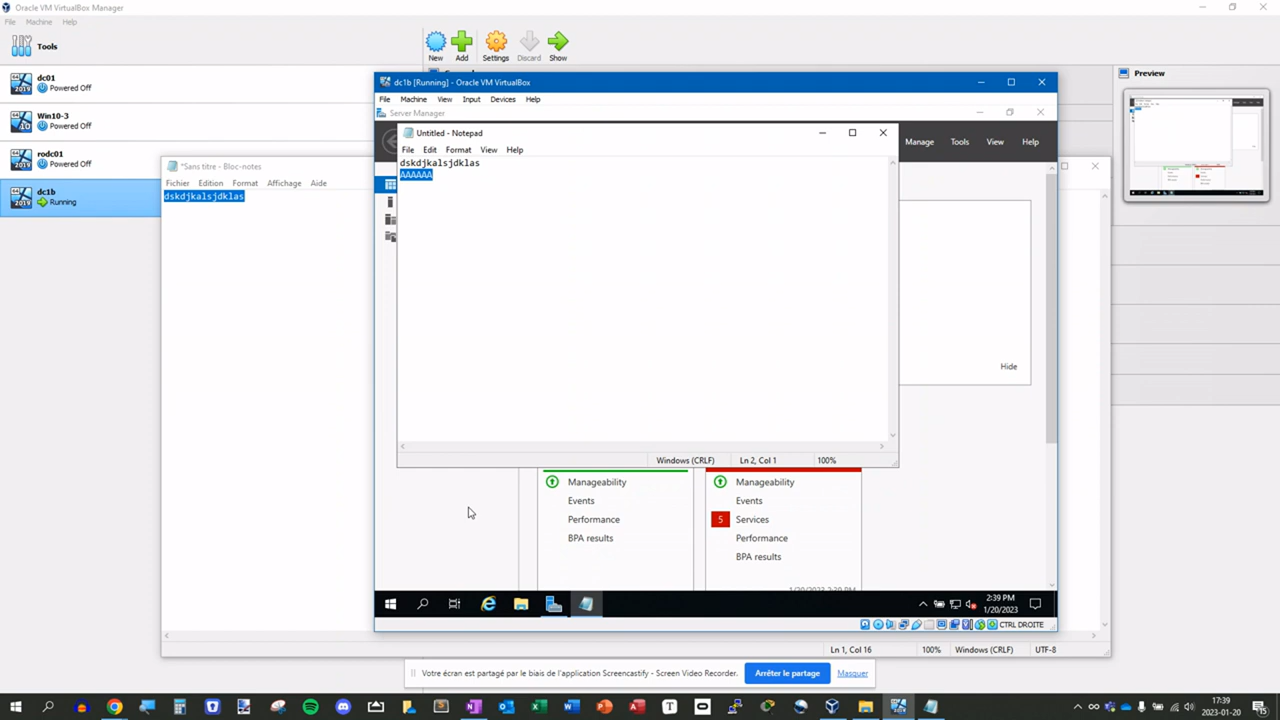 Oracle VM VirtualBox Manager
File Machine Help
Tools
New Add Settings Discard Show
dc01
Powered Off
Win10-3
Powered Off
rodc01
Powered Off
dc1b
Running
Preview
*Sans titre - Bloc-notes
Fichier Edition Format Affichage Aide
dskdjkalsjdklas
Ln 1, Col 16 100% Windows (CRLF) UTF-8
dc1b [Running] - Oracle VM VirtualBox
File Machine View Input Devices Help
Server Manager
Manage Tools View Help
Untitled - Notepad
File Edit Format View Help
dskdjkalsjdklas
AAAAAA
Windows (CRLF) Ln 2, Col 1 100%
Hide
Manageability
Events
Performance
BPA results
Manageability
Events
5 Services
Performance
BPA results
1/20/2023 2:39 PM
2:39 PM
1/20/2023
CTRL DROITE
Votre écran est partagé par le biais de l'application Screencastify - Screen Video Recorder. Arrêter le partage Masquer
17:39
2023-01-20